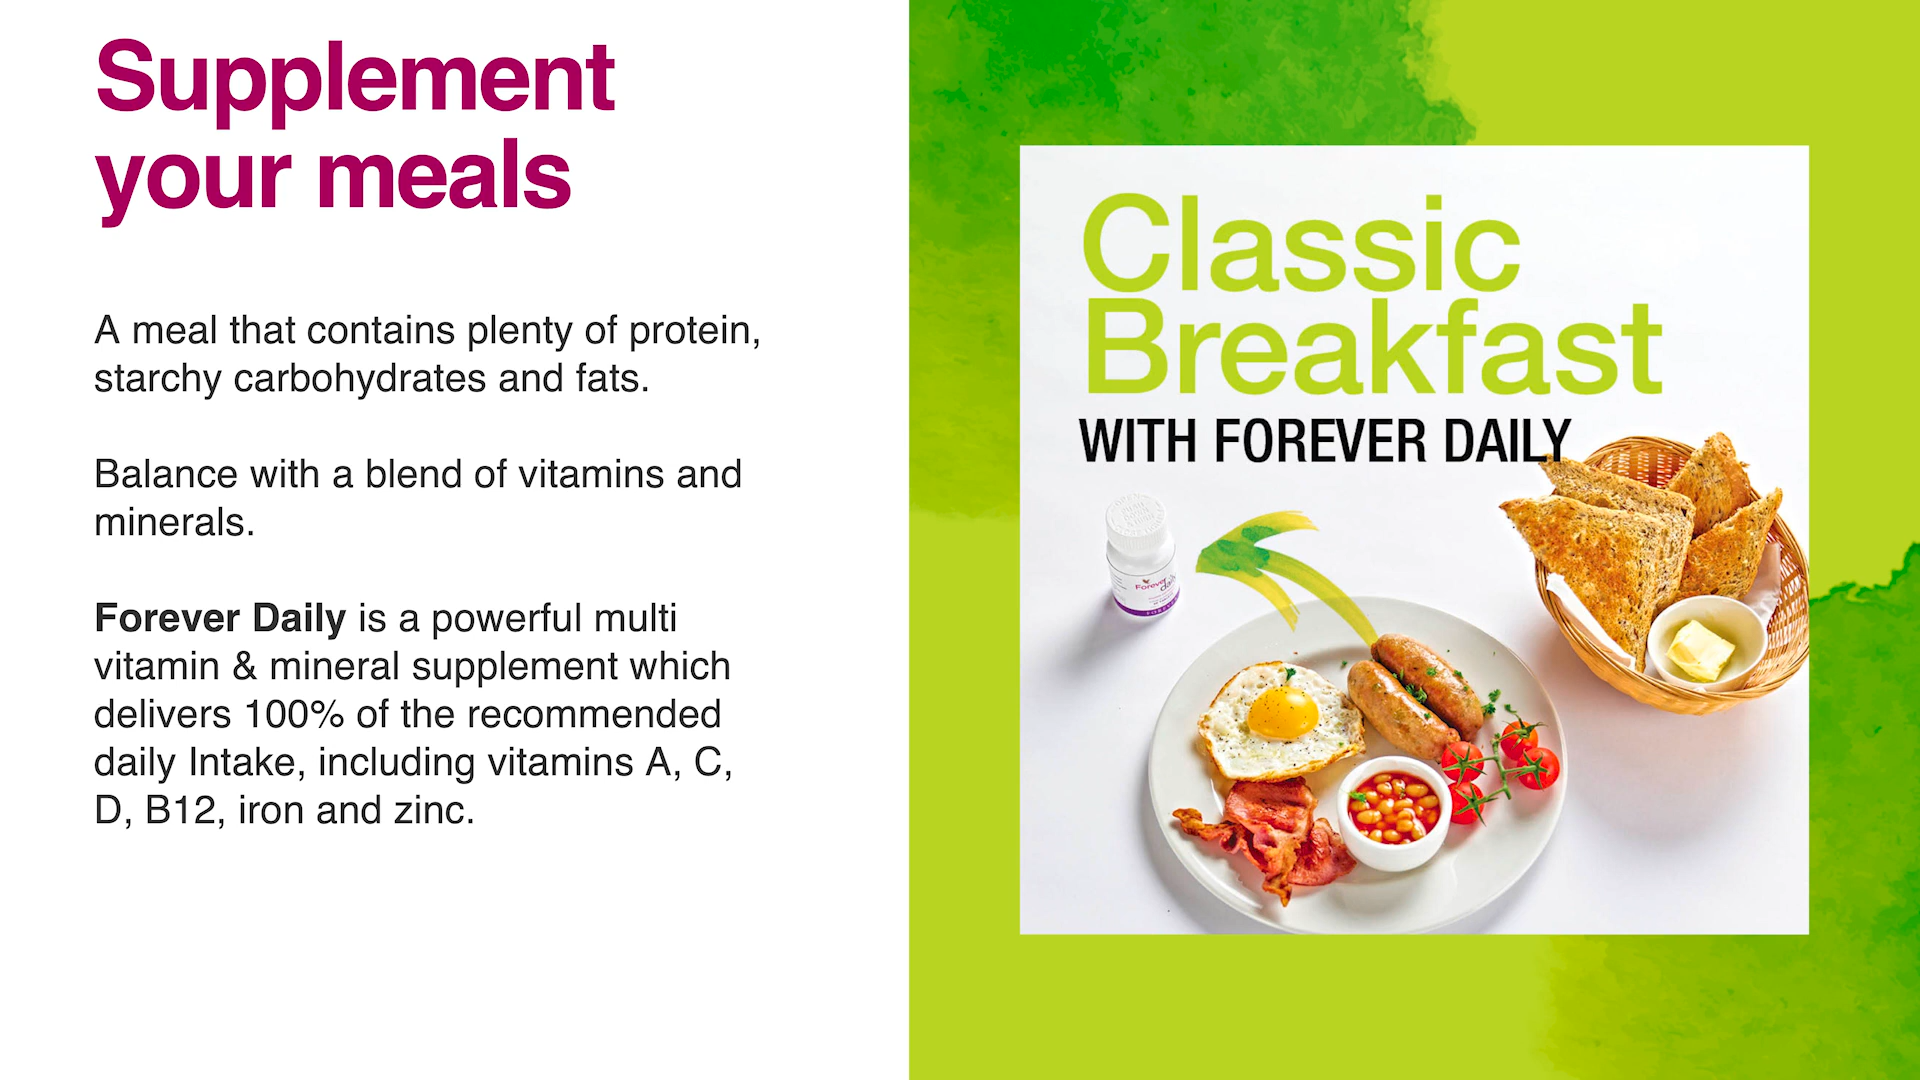 Supplement
your meals
A meal that contains plenty of protein,
starchy carbohydrates and fats.
Balance with a blend of vitamins and
minerals.
Forever Daily is a powerful multi
vitamin & mineral supplement which
delivers 100% of the recommended
daily Intake, including vitamins A, C,
D, B12, iron and zinc.
Classic
Breakfast
WITH FOREVER DAILY
Forever
daily